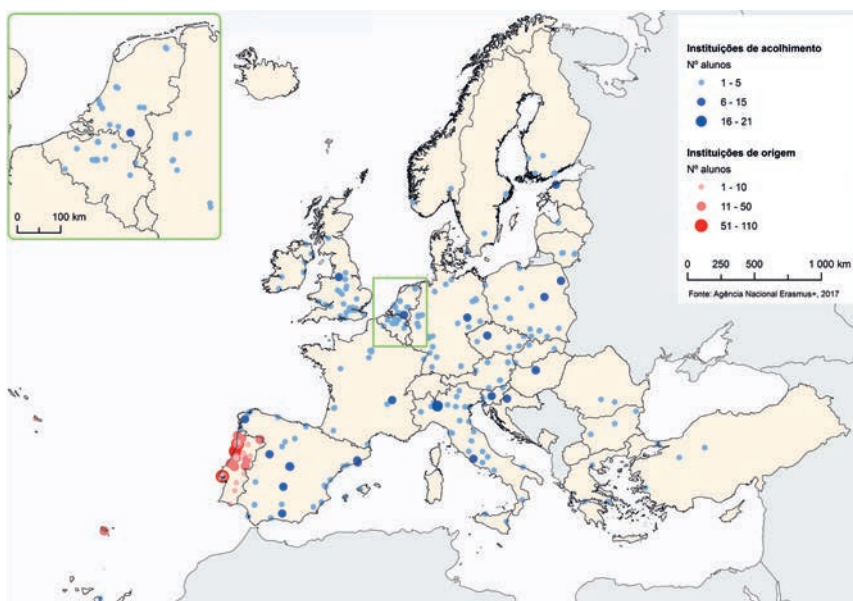 Instituições de acolhimento
Nº alunos
1 - 5
6 - 15
16 - 21
Instituições de origem
Nº alunos
1 - 10
11 - 50
51 - 110
0 250 500 1 000 km
Fonte: Agência Nacional Erasmus+, 2017
0 100 km